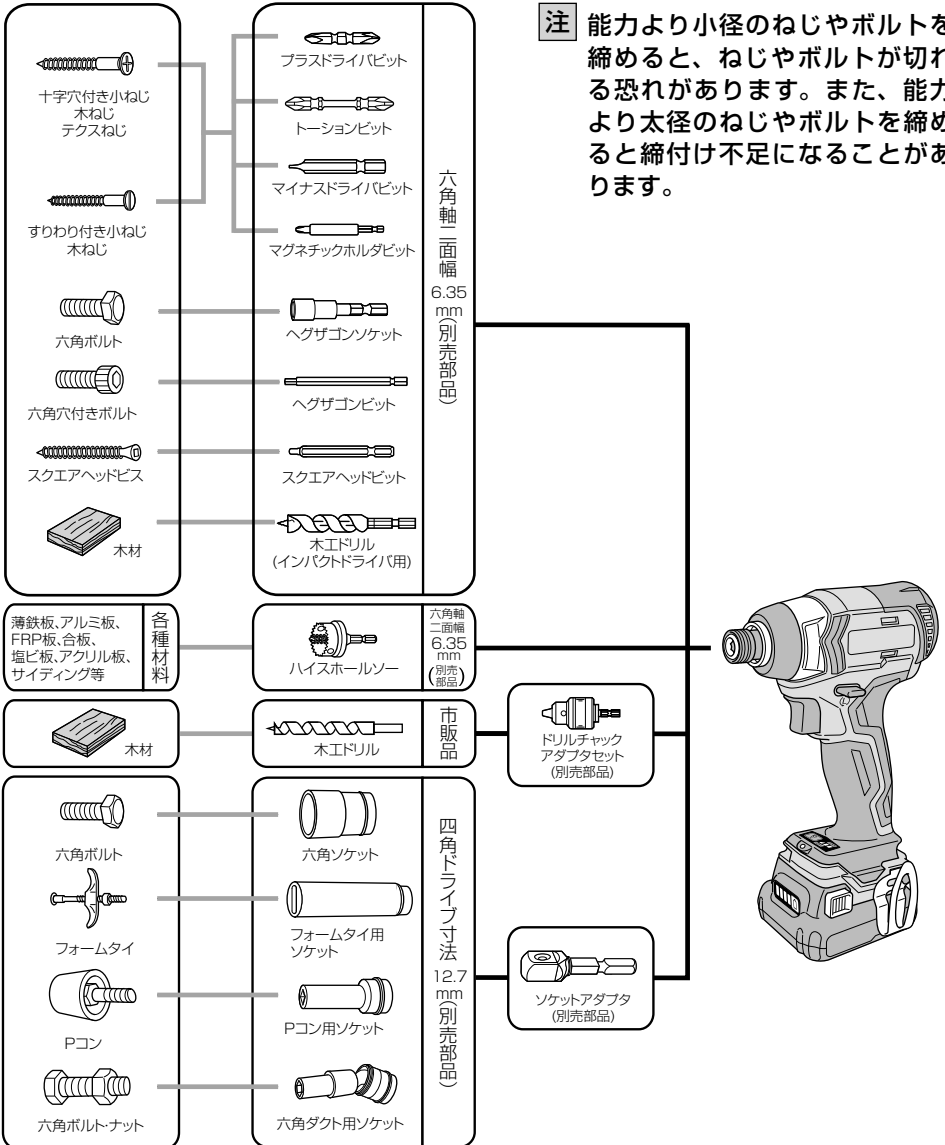 注
能力より小径のねじやボルトを
締めると、ねじやボルトが切れ
る恐れがあります。また、能力
より太径のねじやボルトを締め
ると締付け不足になることがあ
ります。
十字穴付き小ねじ
木ねじ
テクスねじ
すりわり付き小ねじ
木ねじ
六角ボルト
六角穴付きボルト
スクエアヘッドビス
木材
プラスドライバビット
トーションビット
マイナスドライバビット
マグネチックホルダビット
ヘグザゴンソケット
ヘグザゴンビット
スクエアヘッドビット
木工ドリル
(インパクトドライバ用)
六角軸二面幅6.35mm(別売部品)
薄鉄板、アルミ板、
FRP板、合板、
塩ビ板、アクリル板、
サイディング等
各種材料
ハイスホールソー
六角軸
二面幅
6.35
mm
(別売
部品)
木材
木工ドリル
市販品
ドリルチャック
アダプタセット
(別売部品)
六角ボルト
フォームタイ
Pコン
六角ボルト・ナット
六角ソケット
フォームタイ用
ソケット
Pコン用ソケット
六角ダクト用ソケット
四角ドライブ寸法12.7mm(別売部品)
ソケットアダプタ
(別売部品)